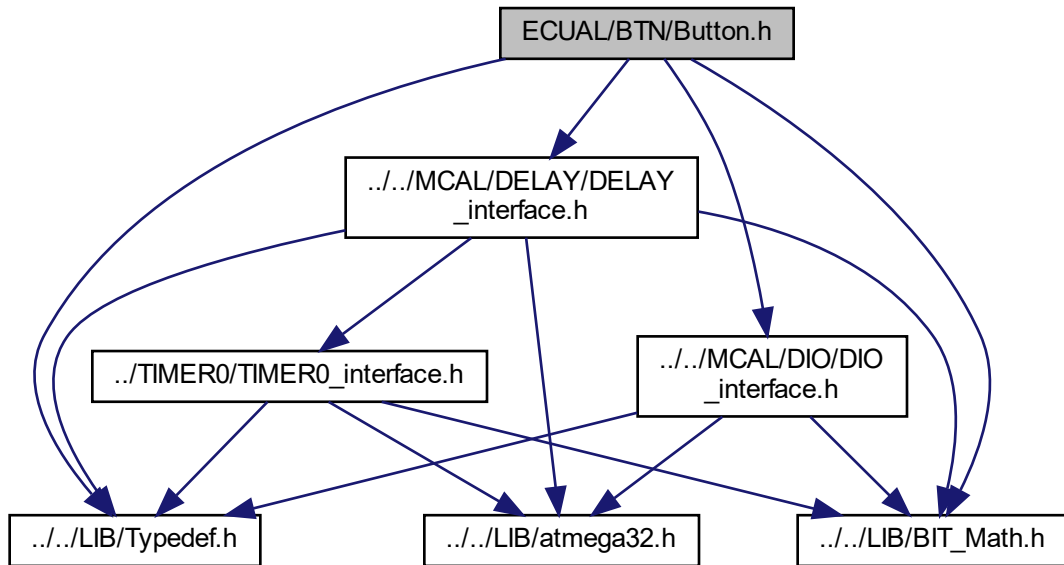 ECUAL/BTN/Button.h
../../MCAL/DELAY/DELAY
_interface.h
../TIMER0/TIMER0_interface.h
../../MCAL/DIO/DIO
_interface.h
../../LIB/Typedef.h
../../LIB/atmega32.h
../../LIB/BIT_Math.h